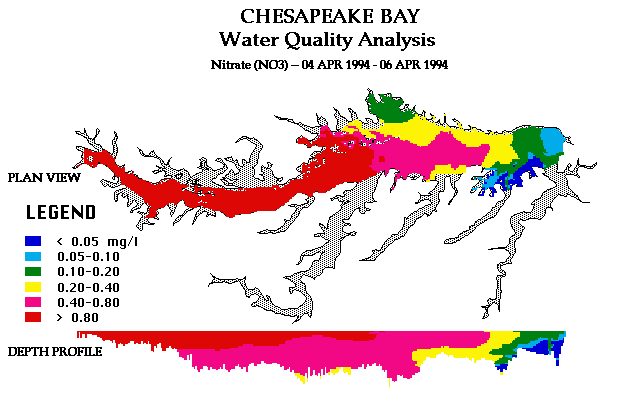 CHESAPEAKE BAY
Water Quality Analysis
Nitrate (NO3) -- 04 APR 1994 - 06 APR 1994
PLAN VIEW
LEGEND
< 0.05 mg/l
0.05-0.10
0.10-0.20
0.20-0.40
0.40-0.80
> 0.80
DEPTH PROFILE